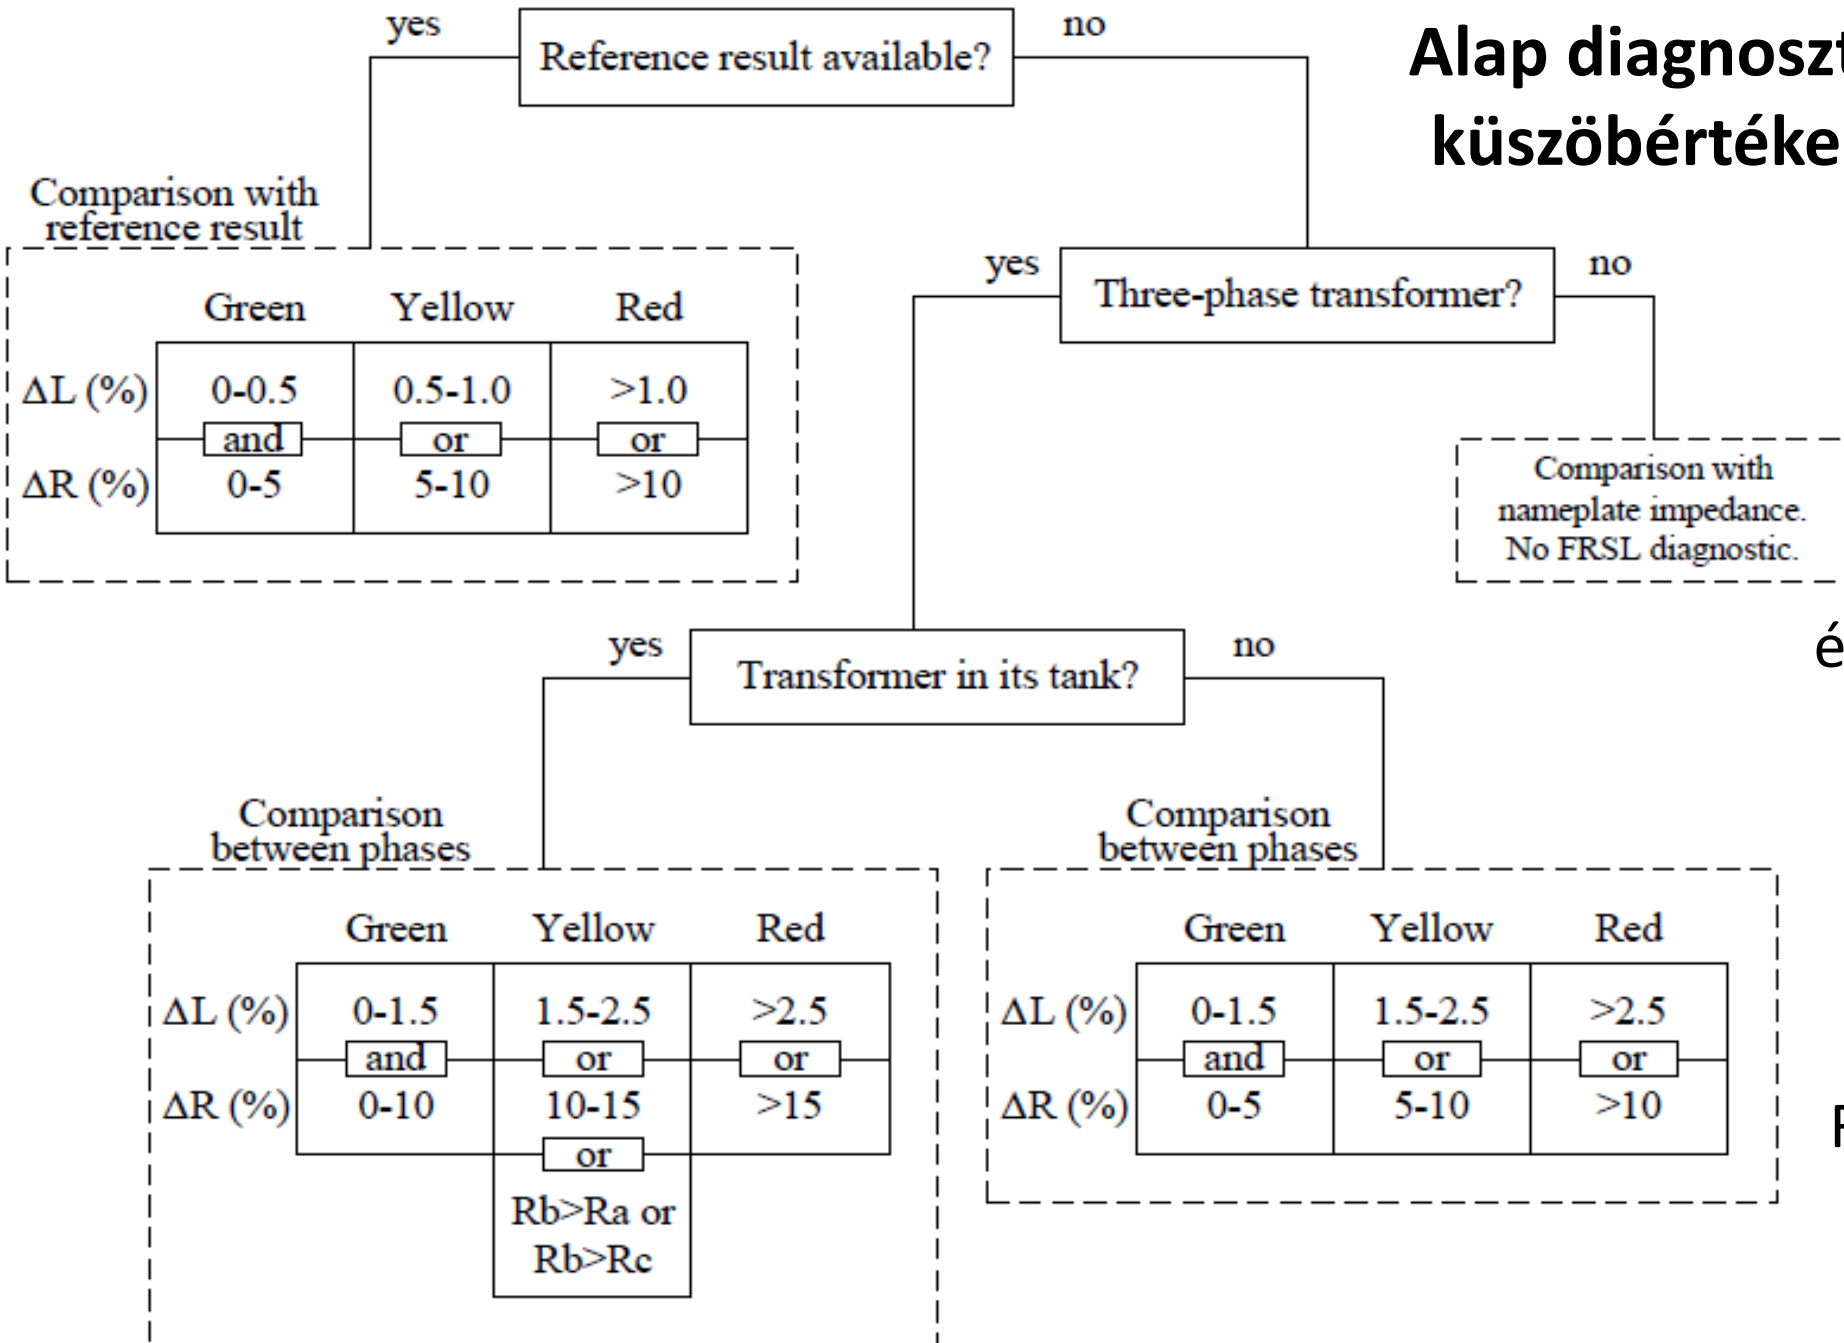 yes
Reference result available?
no
Alap diagnoszt
küszöbértéke
Comparison with
reference result
Green Yellow Red
ΔL (%) 0-0.5 0.5-1.0 >1.0
and or or
ΔR (%) 0-5 5-10 >10
yes
Three-phase transformer?
no
Comparison with
nameplate impedance.
No FRSL diagnostic.
é
yes
Transformer in its tank?
no
Comparison
between phases
Green Yellow Red
ΔL (%) 0-1.5 1.5-2.5 >2.5
and or or
ΔR (%) 0-10 10-15 >15
or
Rb>Ra or
Rb>Rc
Comparison
between phases
Green Yellow Red
ΔL (%) 0-1.5 1.5-2.5 >2.5
and or or
ΔR (%) 0-5 5-10 >10